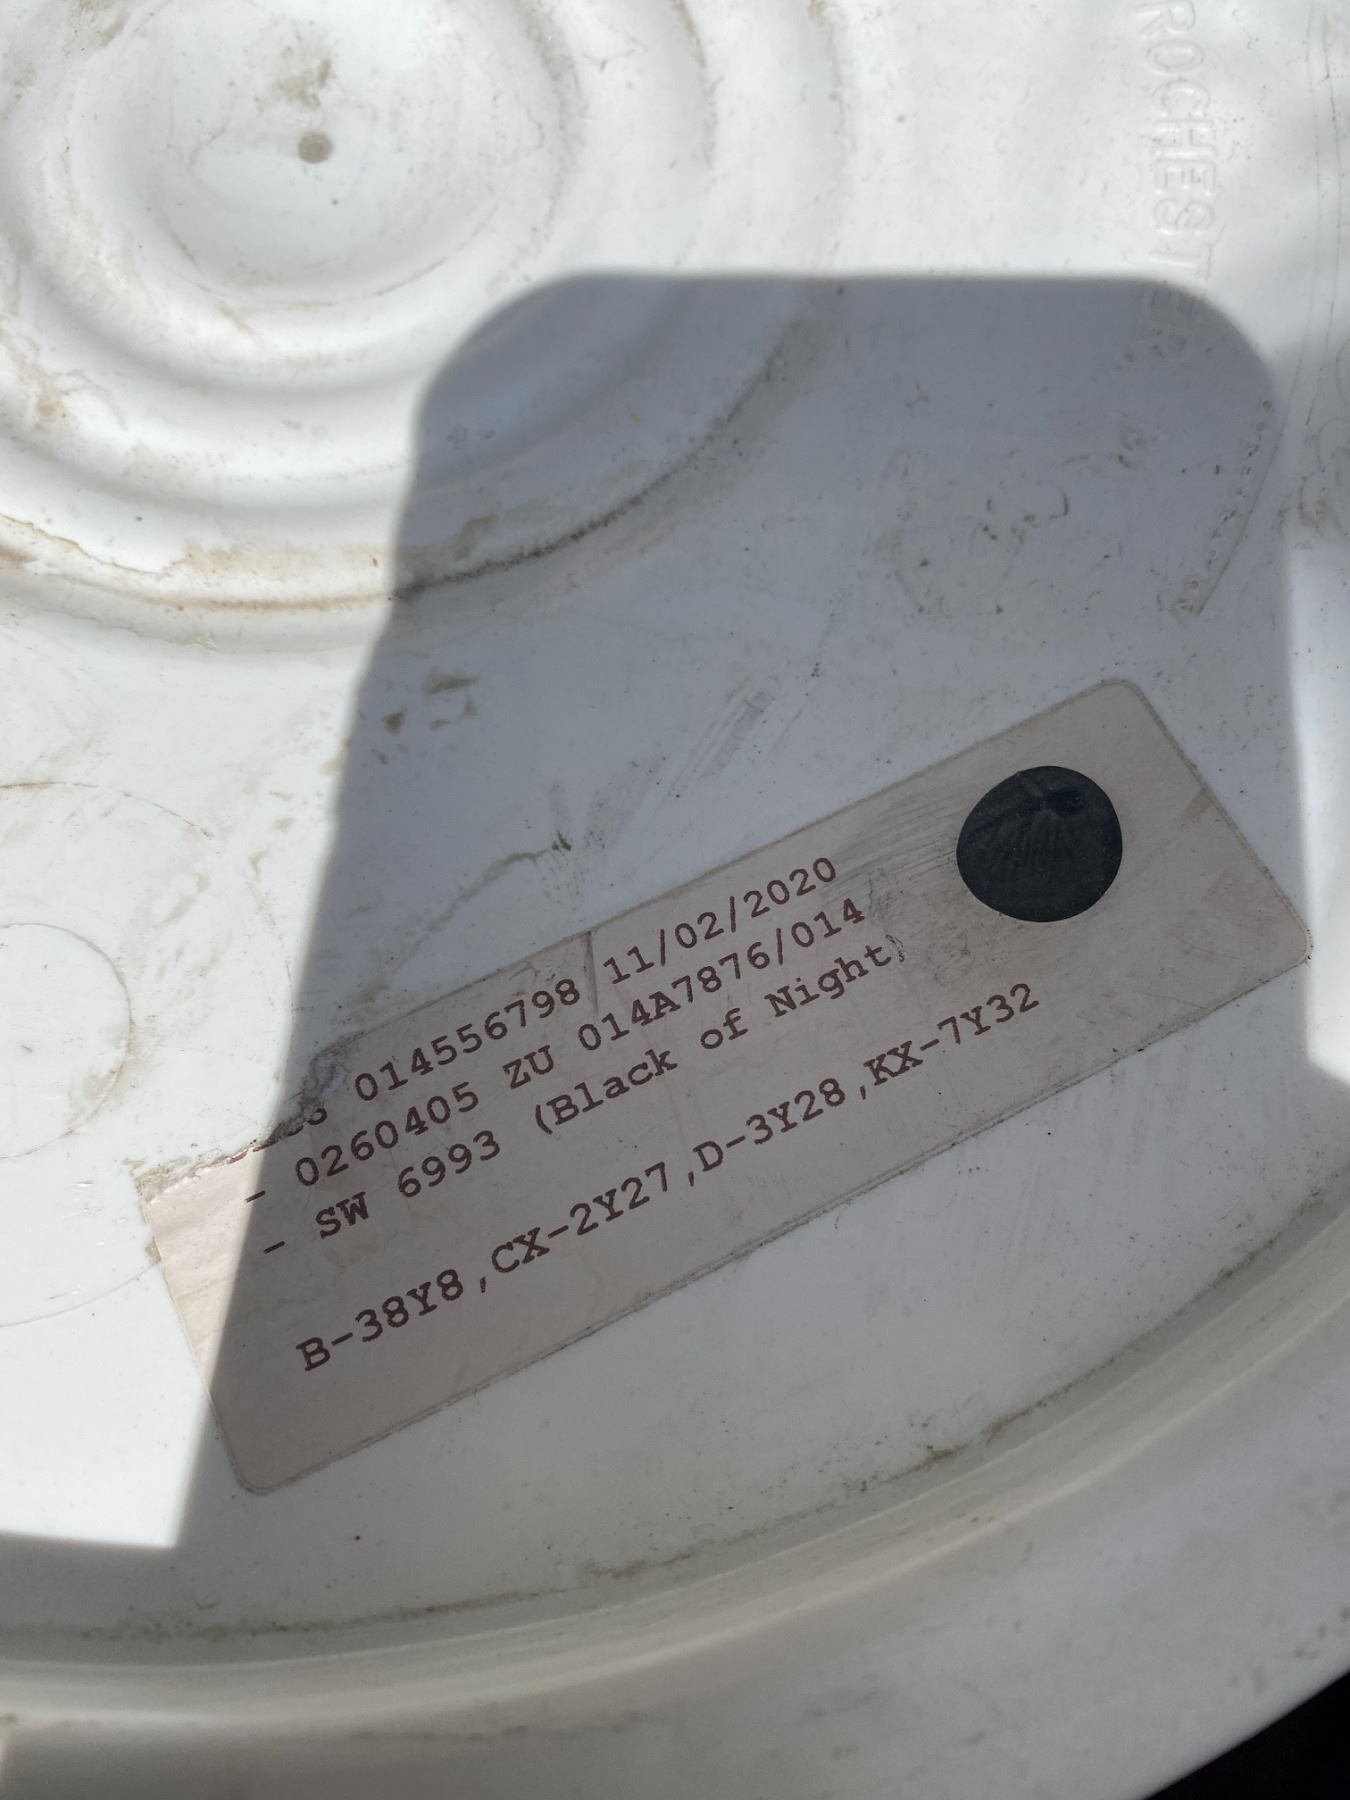 ROCHESTER
014556798 11/02/2020
- 0260405 ZU 014A7876/014
- SW 6993 (Black of Night)
B-38Y8,CX-2Y27,D-3Y28,KX-7Y32